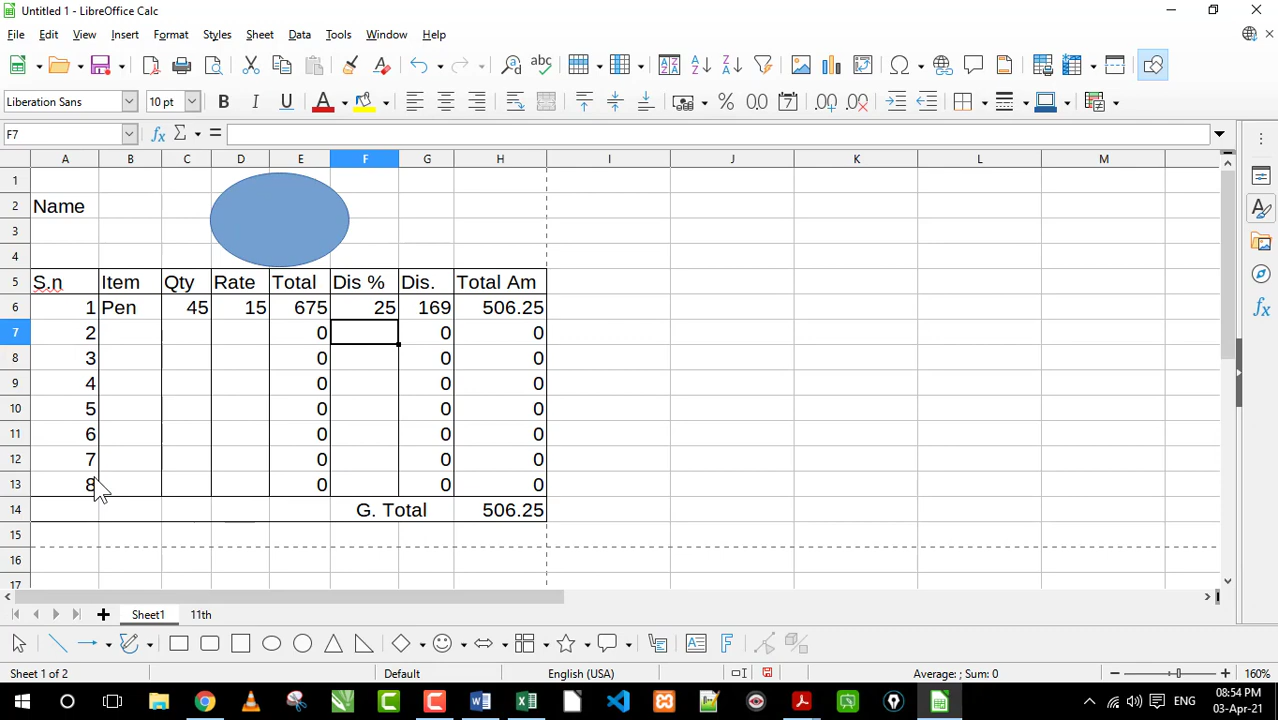 Untitled 1 - LibreOffice Calc
File Edit View Insert Format Styles Sheet Data Tools Window Help
Liberation Sans 10 pt
F7
A B C D E F G H I J K L M
1
2 Name
3
4
5 S.n Item Qty Rate Total Dis % Dis. Total Am
6 1 Pen 45 15 675 25 169 506.25
7 2 0 0 0
8 3 0 0 0
9 4 0 0 0
10 5 0 0 0
11 6 0 0 0
12 7 0 0 0
13 8 0 0 0
14 G. Total 506.25
15
16
17
Sheet1 11th
Sheet 1 of 2 Default English (USA) Average: ; Sum: 0 160%
ENG 08:54 PM
03-Apr-21